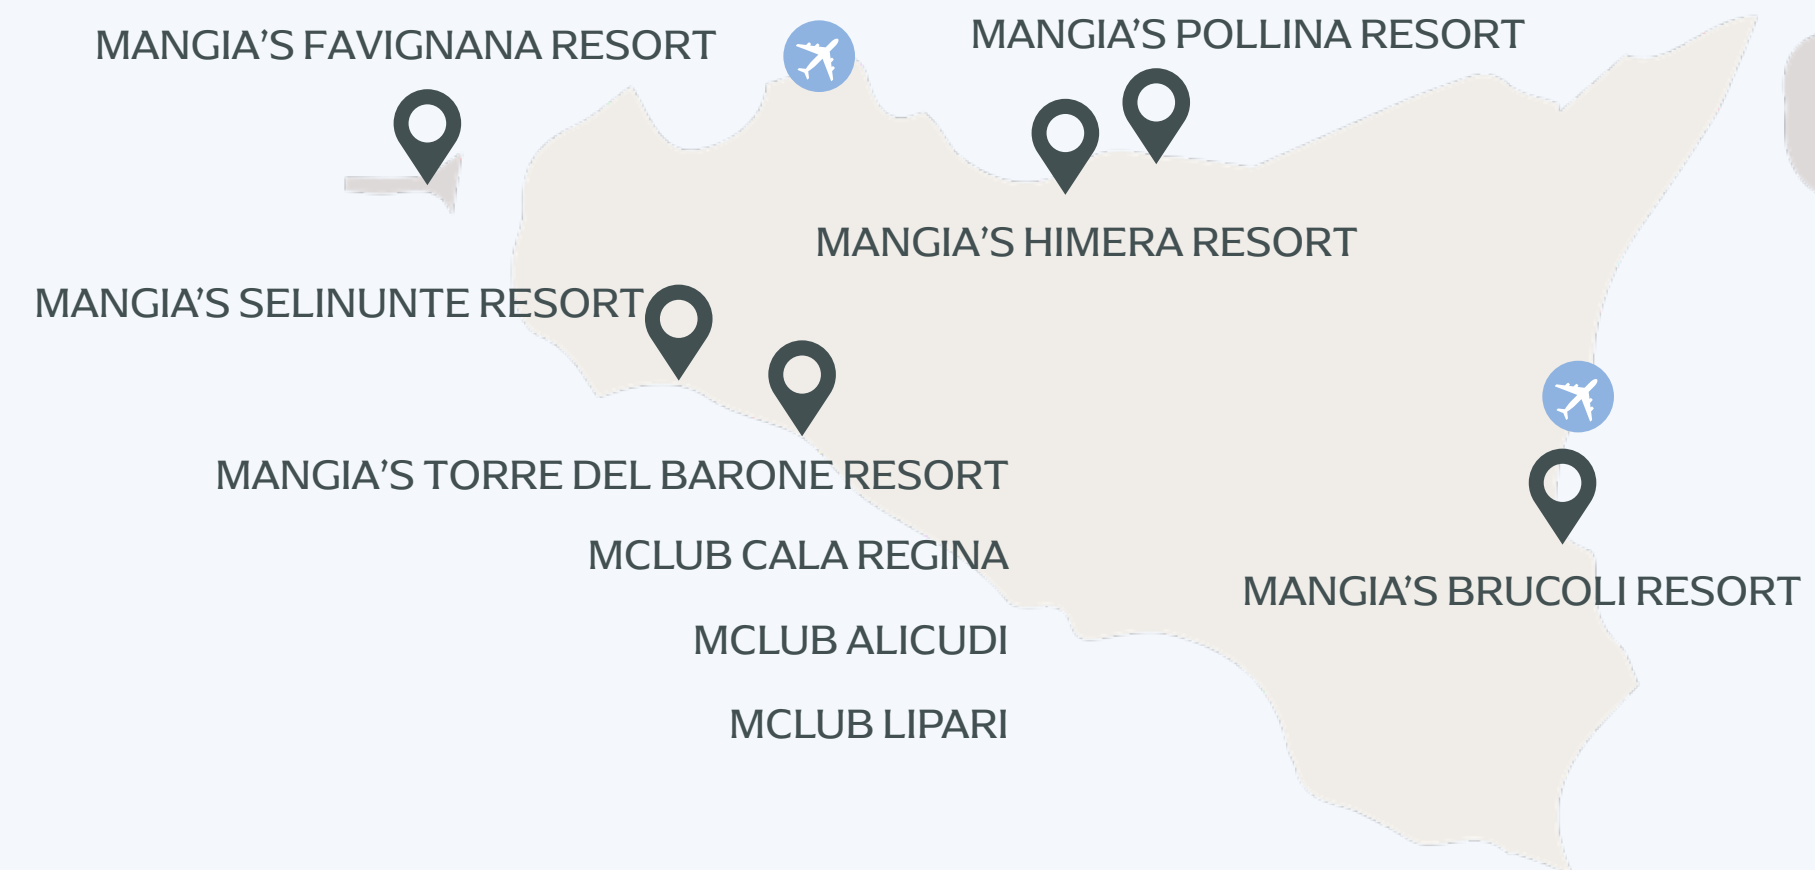 MANGIA'S FAVIGNANA RESORT
MANGIA'S POLLINA RESORT
MANGIA'S HIMERA RESORT
MANGIA'S SELINUNTE RESORT
MANGIA'S TORRE DEL BARONE RESORT
MCLUB CALA REGINA
MCLUB ALICUDI
MCLUB LIPARI
MANGIA'S BRUCOLI RESORT